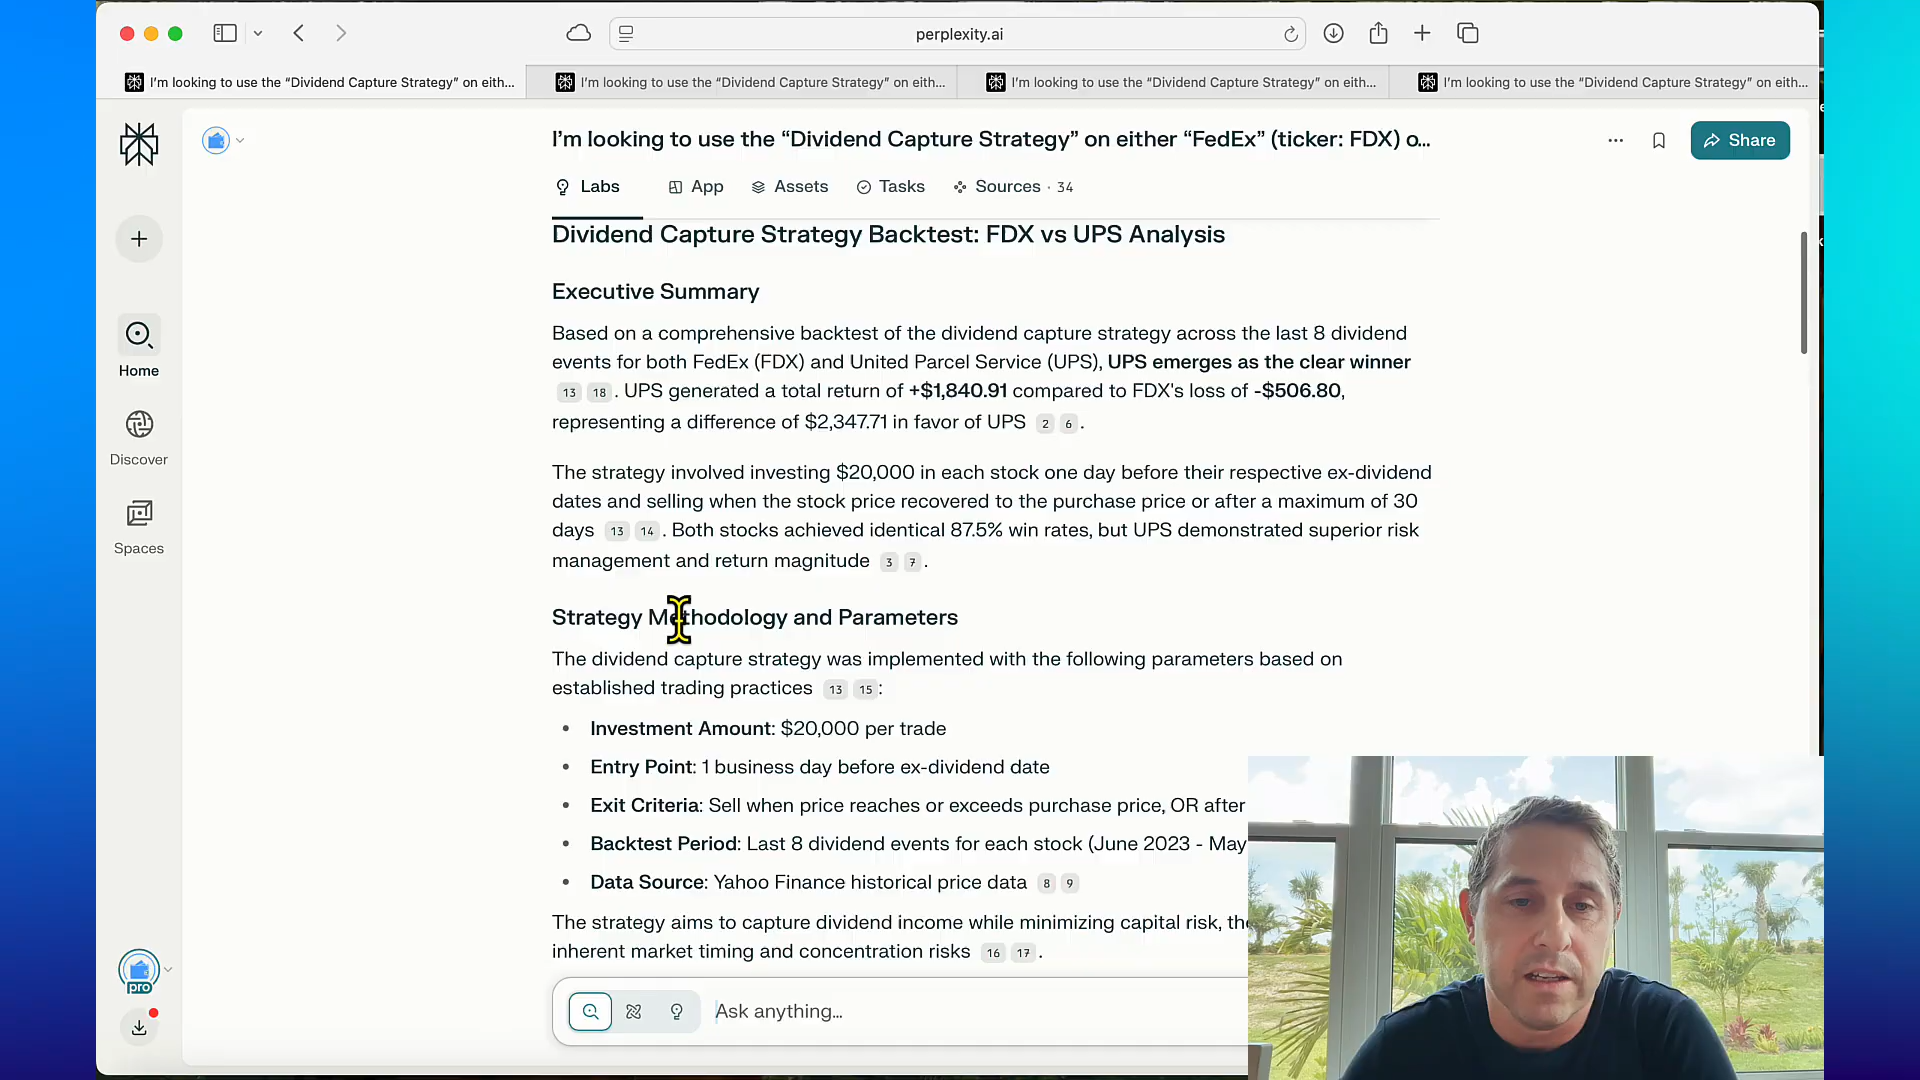 perplexity.ai
I'm looking to use the “Dividend Capture Strategy” on eith...
I'm looking to use the “Dividend Capture Strategy” on eith...
I'm looking to use the “Dividend Capture Strategy” on eith...
I'm looking to use the “Dividend Capture Strategy” on eith...
I'm looking to use the “Dividend Capture Strategy” on either “FedEx” (ticker: FDX) o...
Share
Labs
App
Assets
Tasks
Sources · 34
Home
Discover
Spaces
pro
Dividend Capture Strategy Backtest: FDX vs UPS Analysis
Executive Summary
Based on a comprehensive backtest of the dividend capture strategy across the last 8 dividend
events for both FedEx (FDX) and United Parcel Service (UPS), UPS emerges as the clear winner
13 18 . UPS generated a total return of +$1,840.91 compared to FDX's loss of -$506.80,
representing a difference of $2,347.71 in favor of UPS 2 6 .
The strategy involved investing $20,000 in each stock one day before their respective ex-dividend
dates and selling when the stock price recovered to the purchase price or after a maximum of 30
days 13 14 . Both stocks achieved identical 87.5% win rates, but UPS demonstrated superior risk
management and return magnitude 3 7 .
Strategy Methodology and Parameters
The dividend capture strategy was implemented with the following parameters based on
established trading practices 13 15 :
• Investment Amount: $20,000 per trade
• Entry Point: 1 business day before ex-dividend date
• Exit Criteria: Sell when price reaches or exceeds purchase price, OR after
• Backtest Period: Last 8 dividend events for each stock (June 2023 - May
• Data Source: Yahoo Finance historical price data 8 9
The strategy aims to capture dividend income while minimizing capital risk, the
inherent market timing and concentration risks 16 17 .
Ask anything...